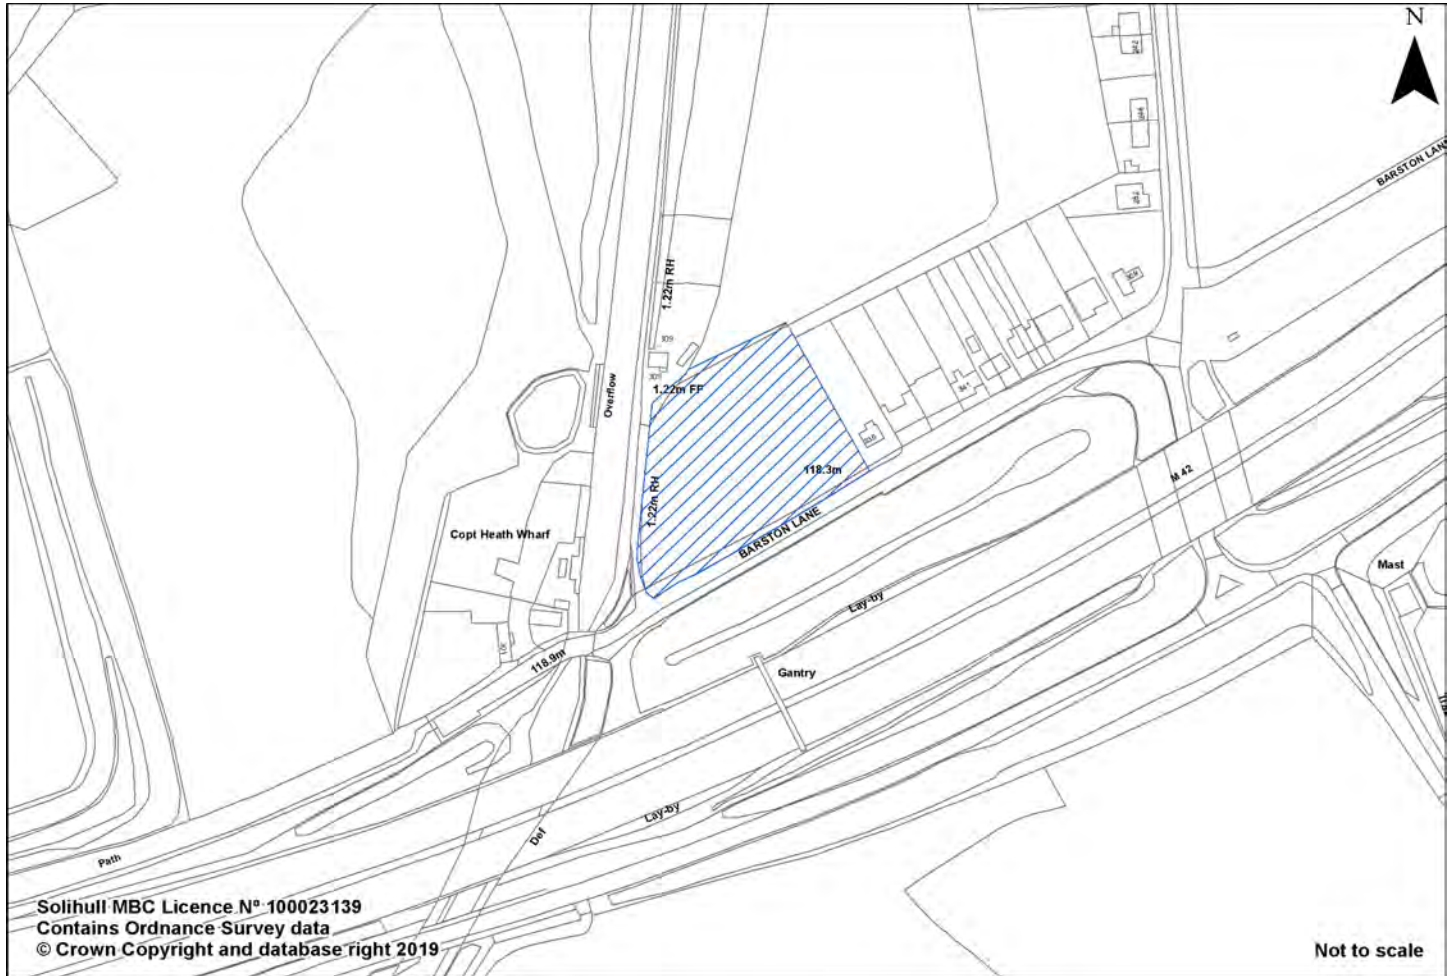 N
BARSTON LANE
1.22m RH
109
Overflow
1.22m FF
1.22m RH
118.3m
BARSTON LANE
M 42
Copt Heath Wharf
Mast
Lay-by
118.9m
Gantry
Lay-by
Def
Path
Solihull MBC Licence Nº 100023139
Contains Ordnance Survey data
© Crown Copyright and database right 2019
Not to scale